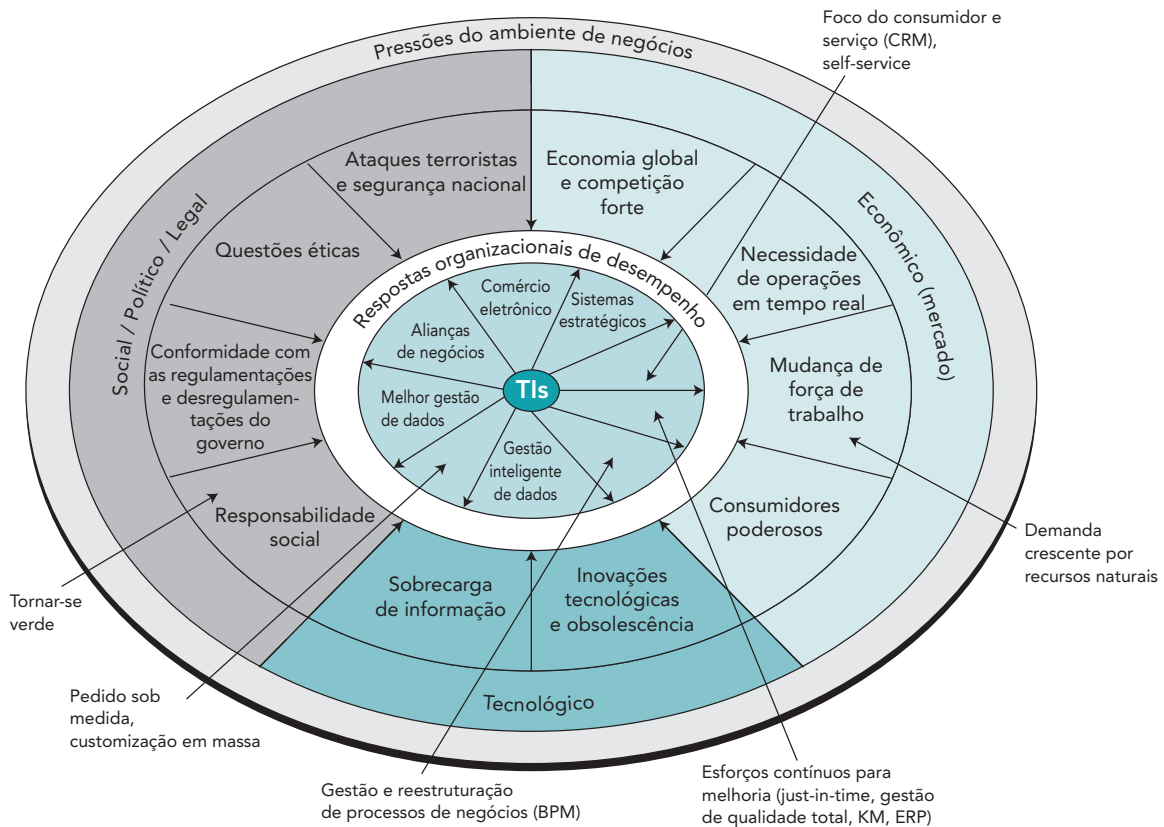 Foco do consumidor e
serviço (CRM),
self-service
Pressões do ambiente de negócios
Social / Político / Legal
Econômico (mercado)
Ataques terroristas
e segurança nacional
Economia global
e competição
forte
Questões éticas
Necessidade
de operações
em tempo real
Respostas organizacionais de desempenho
Comércio
eletrônico
Sistemas
estratégicos
Alianças
de negócios
Conformidade com
as regulamentações
e desregulamen-
tações do
governo
TIs
Mudança de
força de
trabalho
Melhor gestão
de dados
Gestão
inteligente
de dados
Responsabilidade
social
Consumidores
poderosos
Sobrecarga
de informação
Inovações
tecnológicas
e obsolescência
Tecnológico
Demanda
crescente por
recursos naturais
Tornar-se
verde
Pedido sob
medida,
customização em massa
Gestão e reestruturação
de processos de negócios (BPM)
Esforços contínuos para
melhoria (just-in-time, gestão
de qualidade total, KM, ERP)